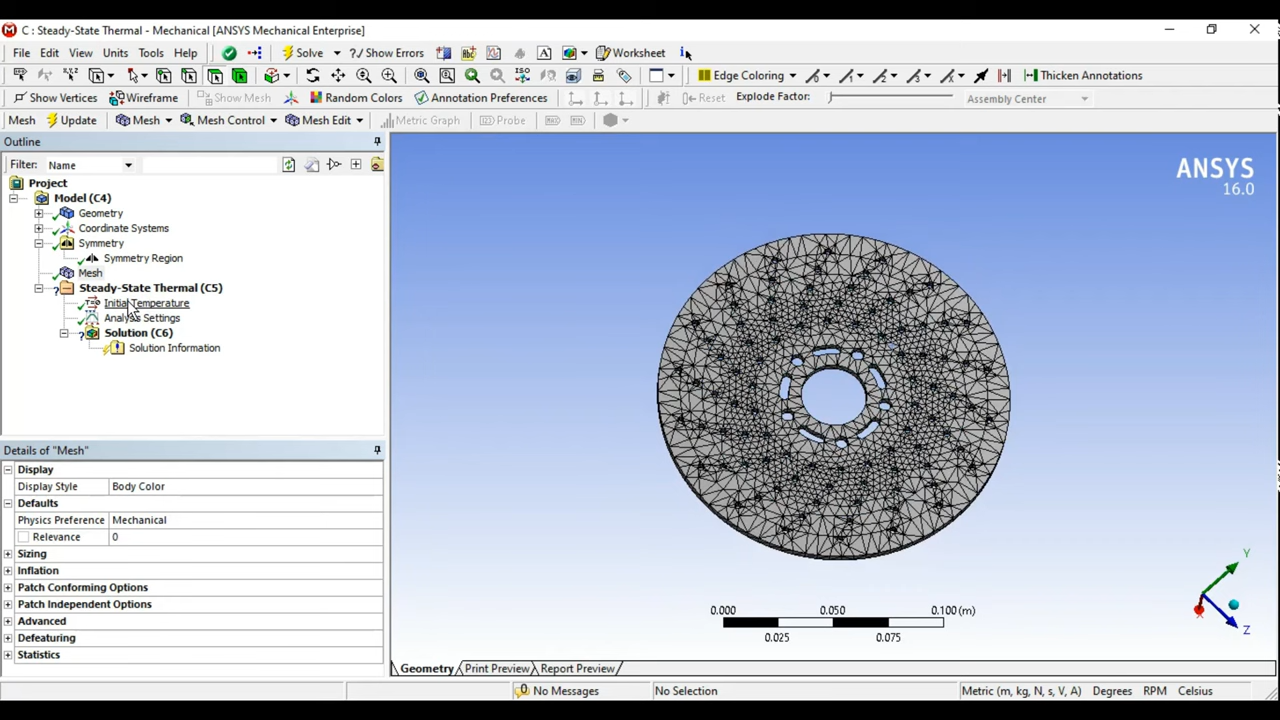 C : Steady-State Thermal - Mechanical [ANSYS Mechanical Enterprise]
File Edit View Units Tools Help Solve ? / Show Errors Worksheet
Edge Coloring Thicken Annotations
Show Vertices Wireframe Show Mesh Random Colors Annotation Preferences Reset Explode Factor: Assembly Center
Mesh Update Mesh Mesh Control Mesh Edit Metric Graph Probe MAX MIN
Outline
Filter: Name
Project
Model (C4)
Geometry
Coordinate Systems
Symmetry
Symmetry Region
Mesh
Steady-State Thermal (C5)
Initial Temperature
Analysis Settings
Solution (C6)
Solution Information
Details of "Mesh"
Display
Display Style Body Color
Defaults
Physics Preference Mechanical
Relevance 0
Sizing
Inflation
Patch Conforming Options
Patch Independent Options
Advanced
Defeaturing
Statistics
ANSYS
16.0
Y
Z
X
0.000 0.050 0.100 (m)
0.025 0.075
Geometry Print Preview Report Preview
0 No Messages No Selection Metric (m, kg, N, s, V, A) Degrees RPM Celsius